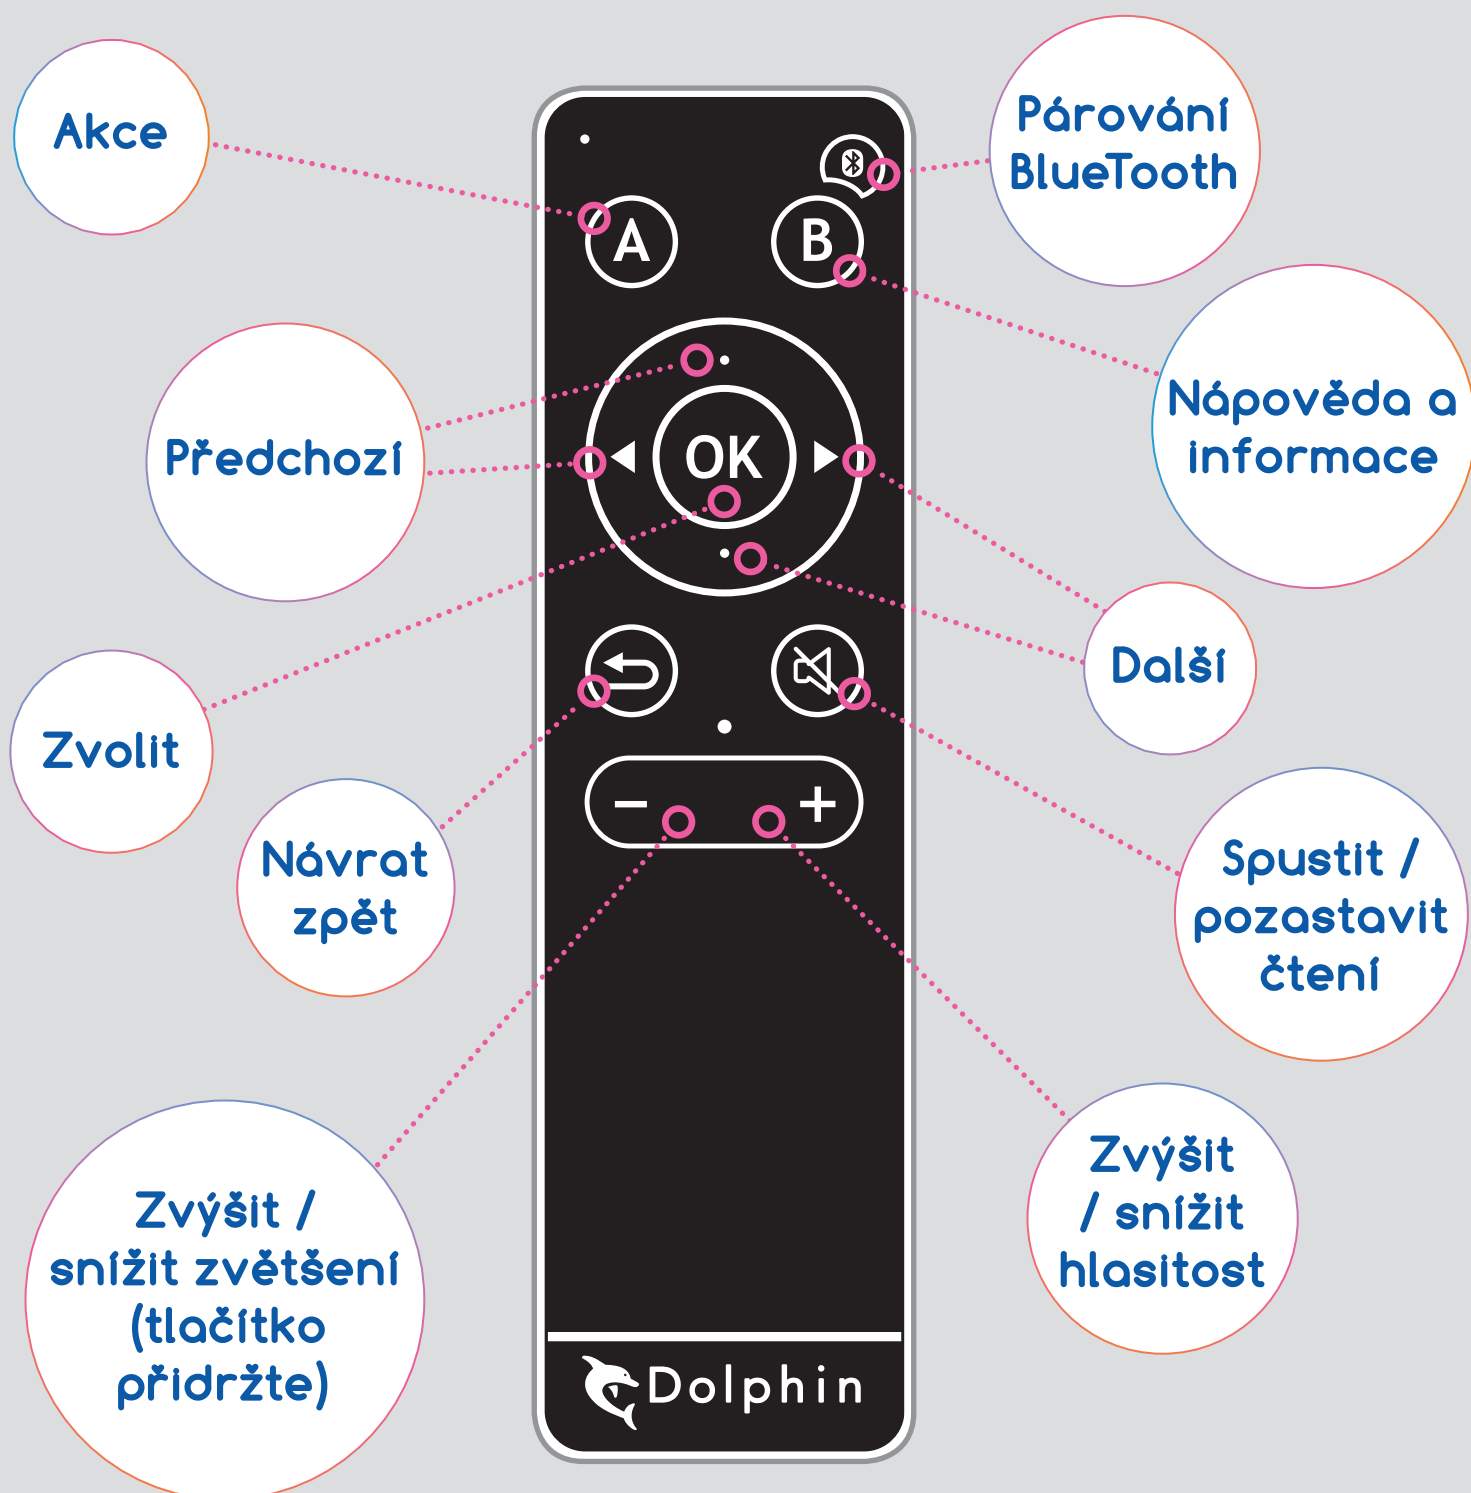 Akce
Párování
BlueTooth
A
B
Nápověda a
informace
Předchozí
OK
Další
Zvolit
Návrat
zpět
− +
Spustit /
pozastavit
čtení
Zvýšit /
snížit zvětšení
(tlačítko
přidržte)
Zvýšit
/ snížit
hlasitost
Dolphin